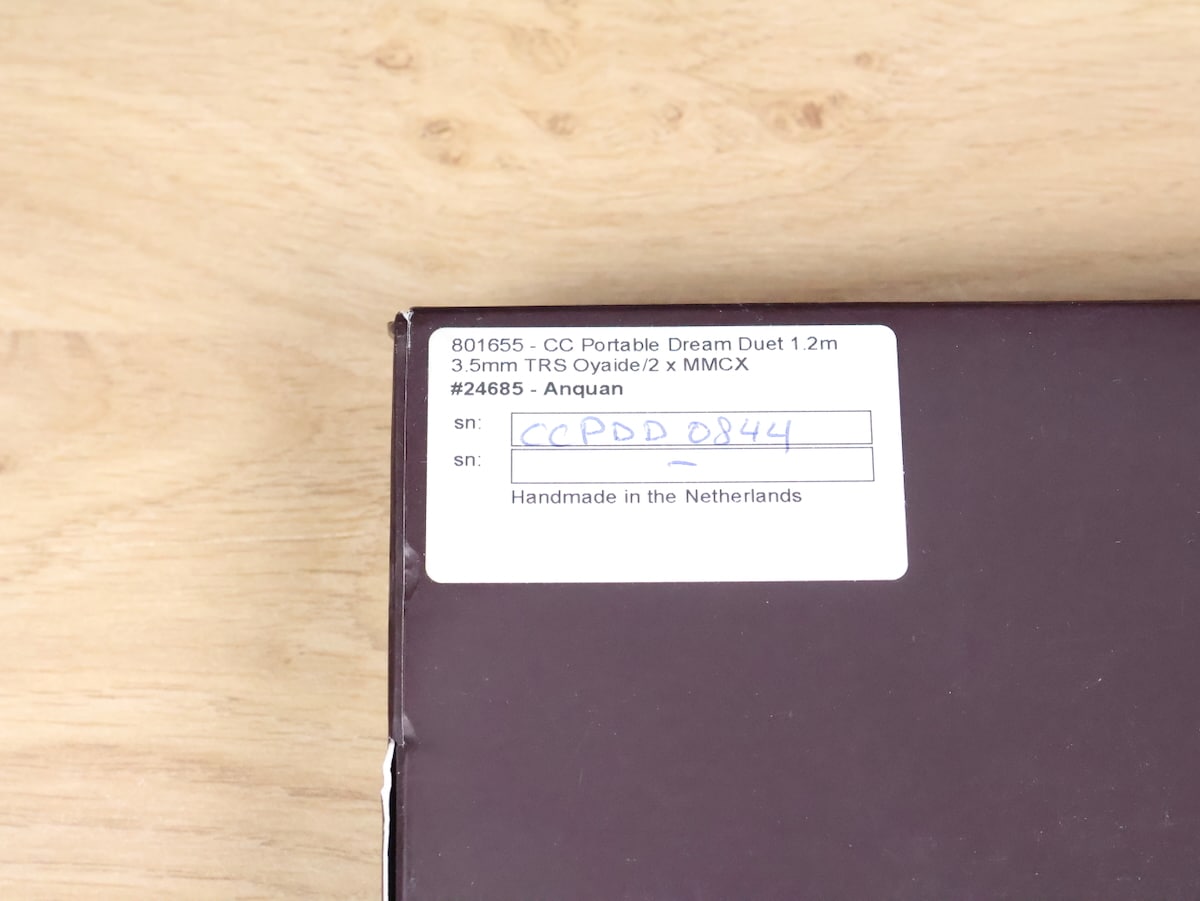 801655 - CC Portable Dream Duet 1.2m
3.5mm TRS Oyaide/2 x MMCX
#24685 - Anquan
sn: CCPDD 0844
sn: -
Handmade in the Netherlands